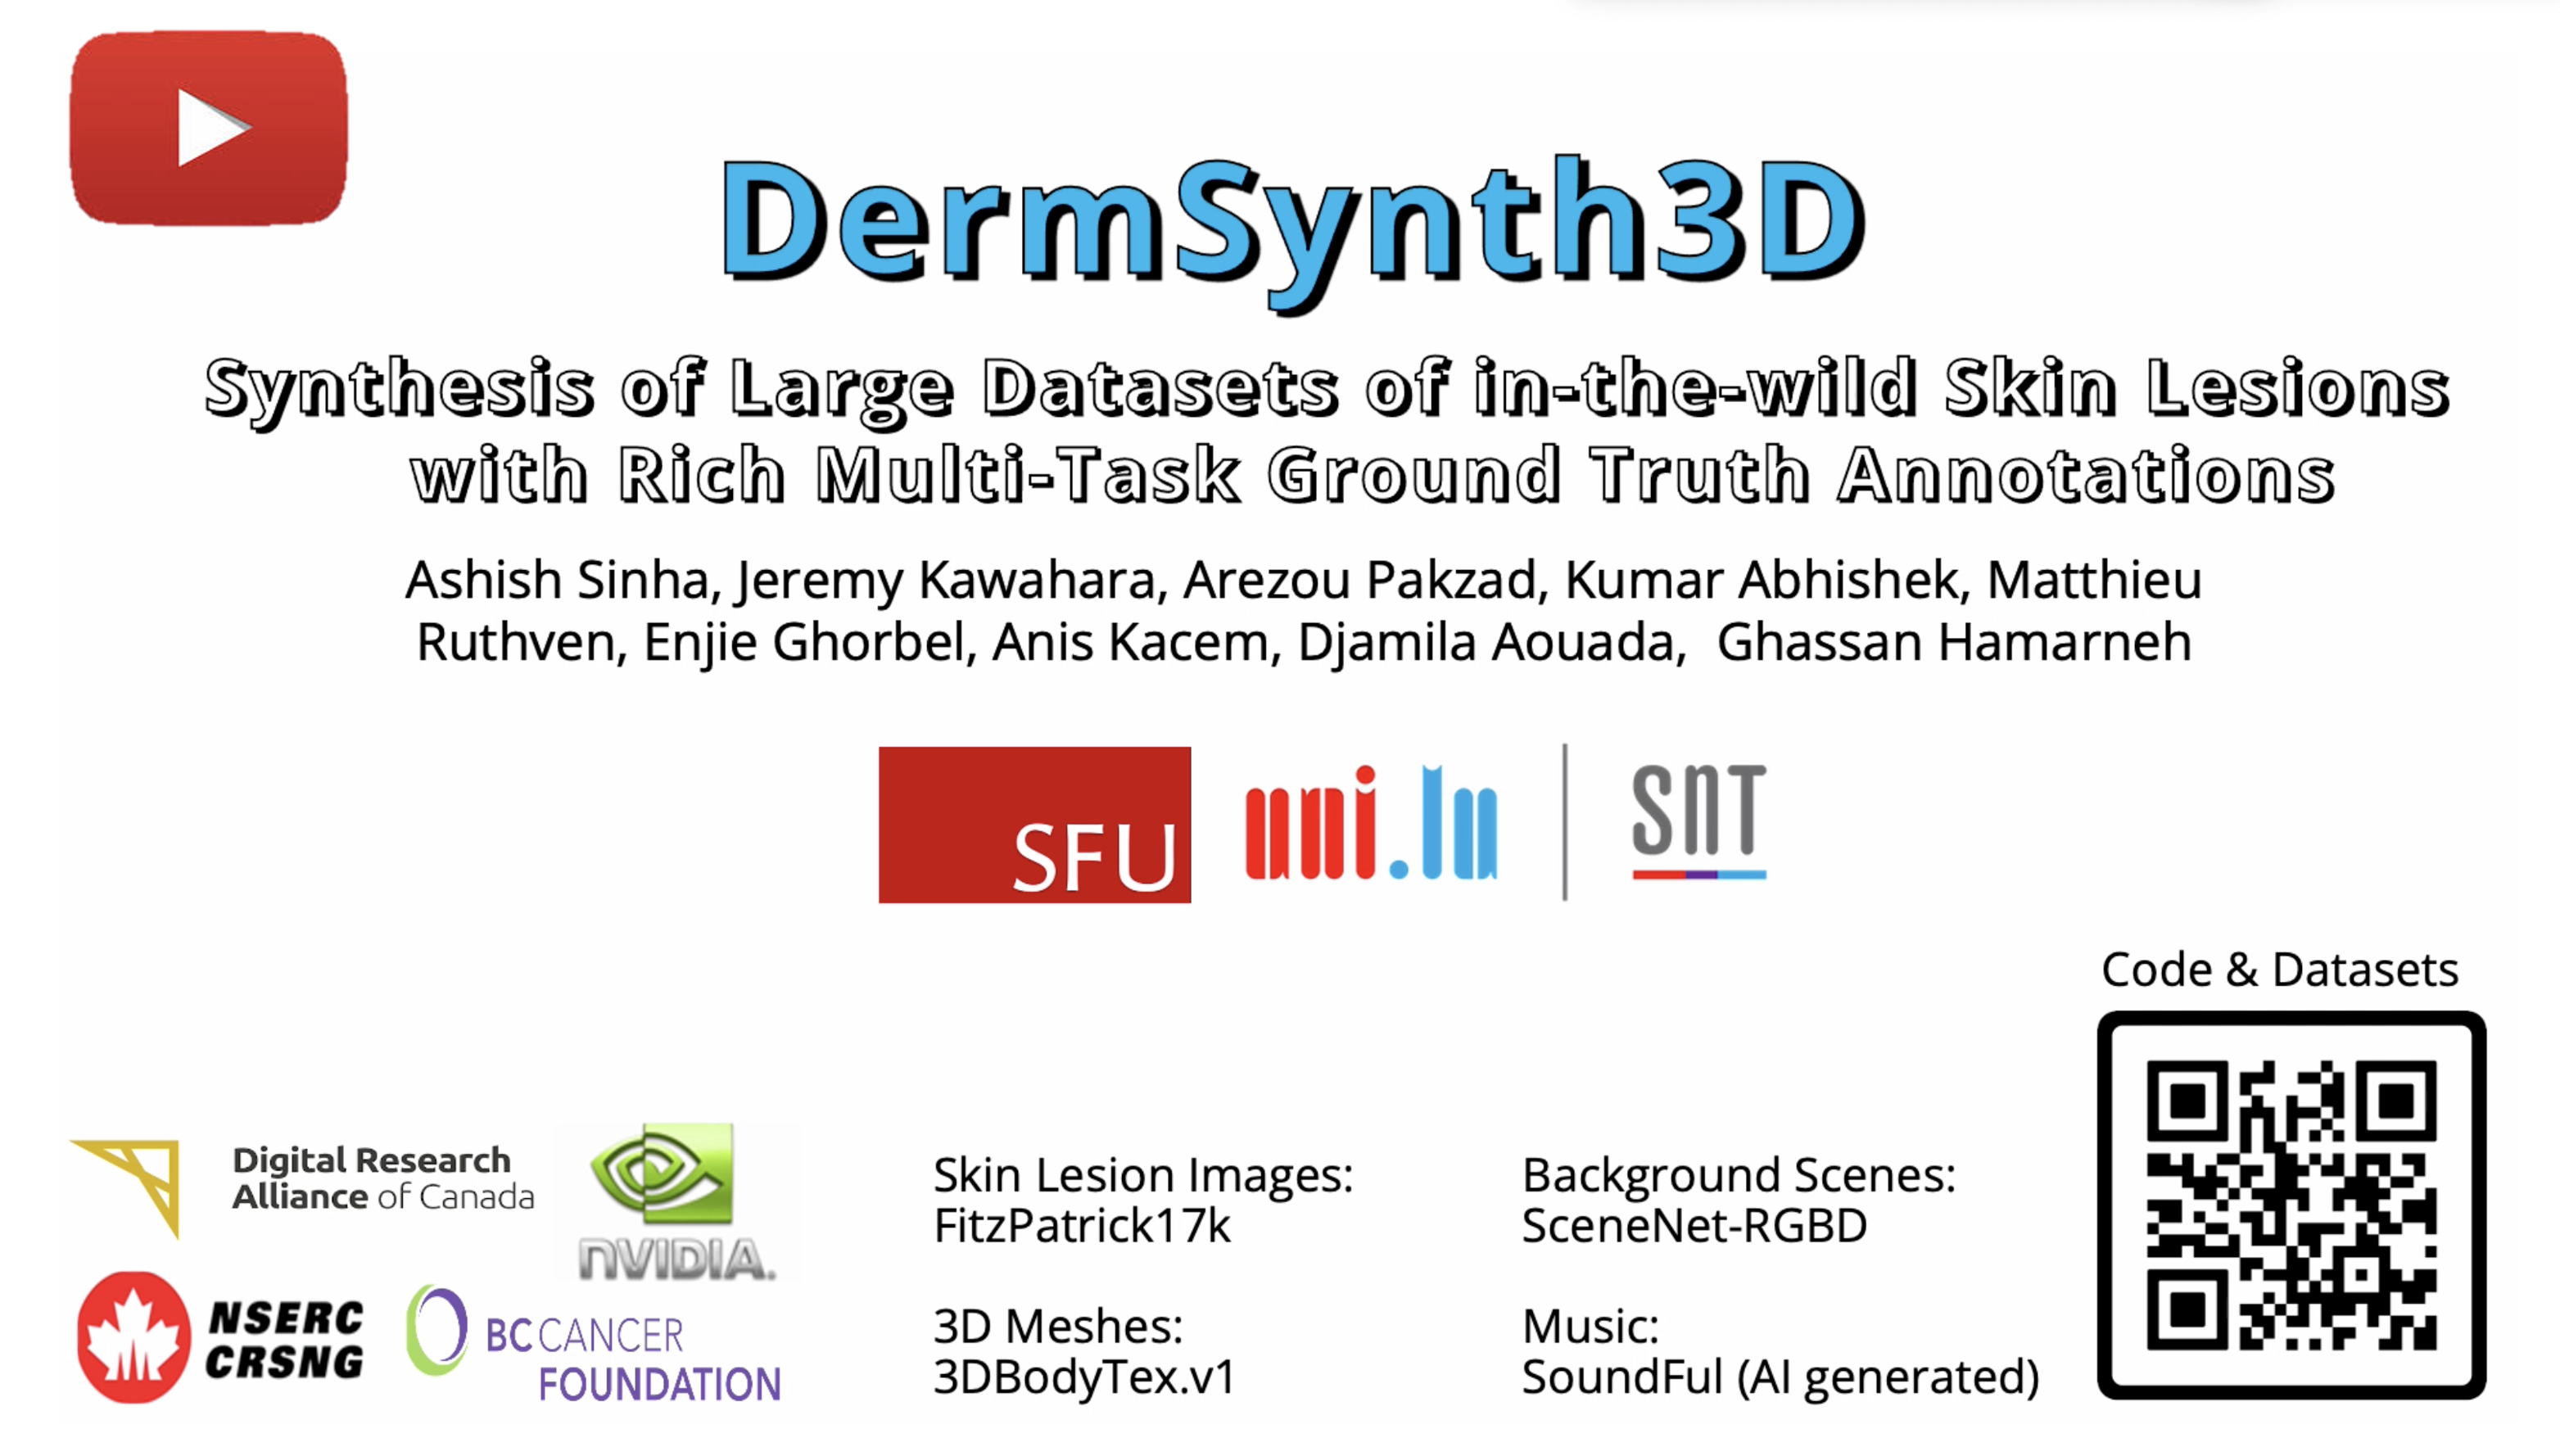 DermSynth3D
Synthesis of Large Datasets of in-the-wild Skin Lesions
with Rich Multi-Task Ground Truth Annotations
Ashish Sinha, Jeremy Kawahara, Arezou Pakzad, Kumar Abhishek, Matthieu
Ruthven, Enjie Ghorbel, Anis Kacem, Djamila Aouada, Ghassan Hamarneh
SFU
uni.lu
SNT
Code & Datasets
Digital Research
Alliance of Canada
NVIDIA.
NSERC
CRSNG
BC CANCER
FOUNDATION
Skin Lesion Images:
FitzPatrick17k
3D Meshes:
3DBodyTex.v1
Background Scenes:
SceneNet-RGBD
Music:
SoundFul (AI generated)